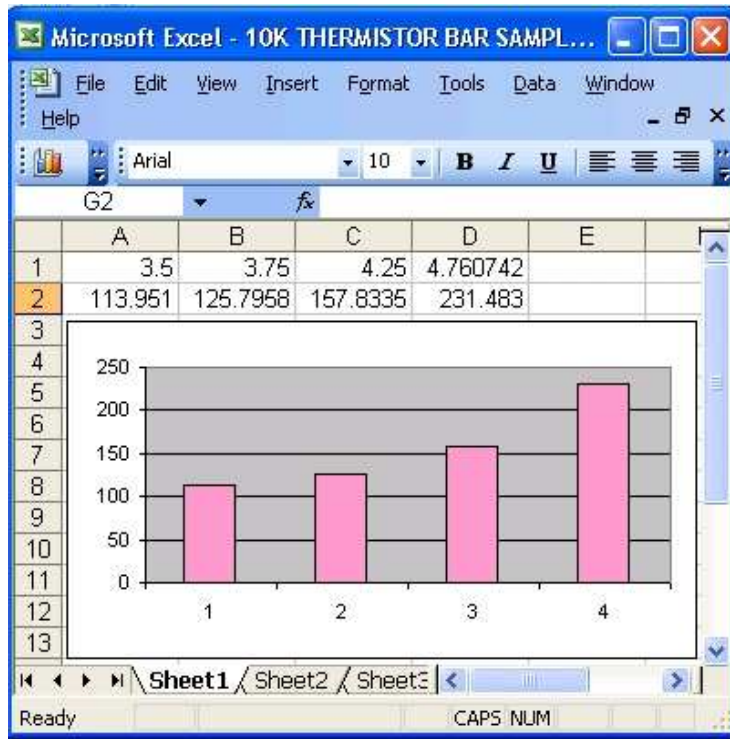 Microsoft Excel - 10K THERMISTOR BAR SAMPL...
File Edit View Insert Format Tools Data Window
Help
Arial 10 B I U
G2 fx
A B C D E
1 3.5 3.75 4.25 4.760742
2 113.951 125.7958 157.8335 231.483
3
4
5
6
7
8
9
10
11
12
13
250
200
150
100
50
0
1 2 3 4
Sheet1 Sheet2 Sheet3
Ready CAPS NUM